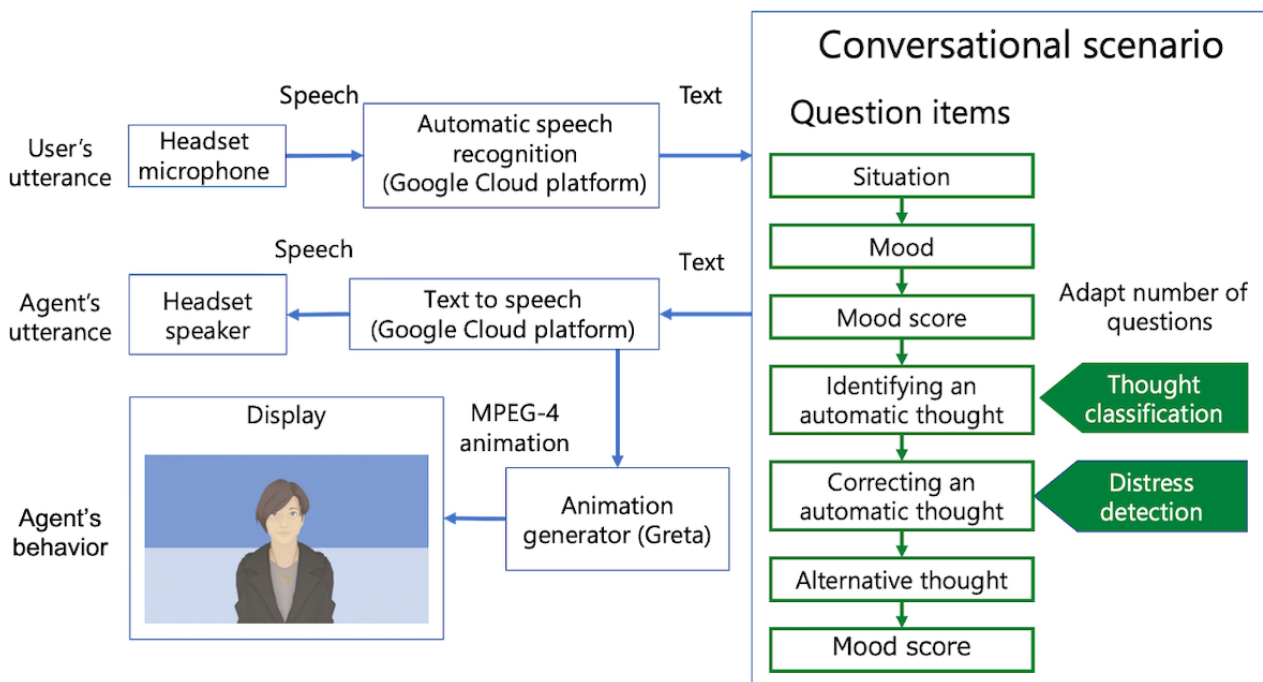 Conversational scenario
Speech
Text
User's
utterance
Headset
microphone
Automatic speech
recognition
(Google Cloud platform)
Question items
Situation
Mood
Mood score
Identifying an
automatic thought
Correcting an
automatic thought
Alternative thought
Mood score
Adapt number of
questions
Thought
classification
Distress
detection
Speech
Text
Agent's
utterance
Headset
speaker
Text to speech
(Google Cloud platform)
Agent's
behavior
Display
MPEG-4
animation
Animation
generator (Greta)